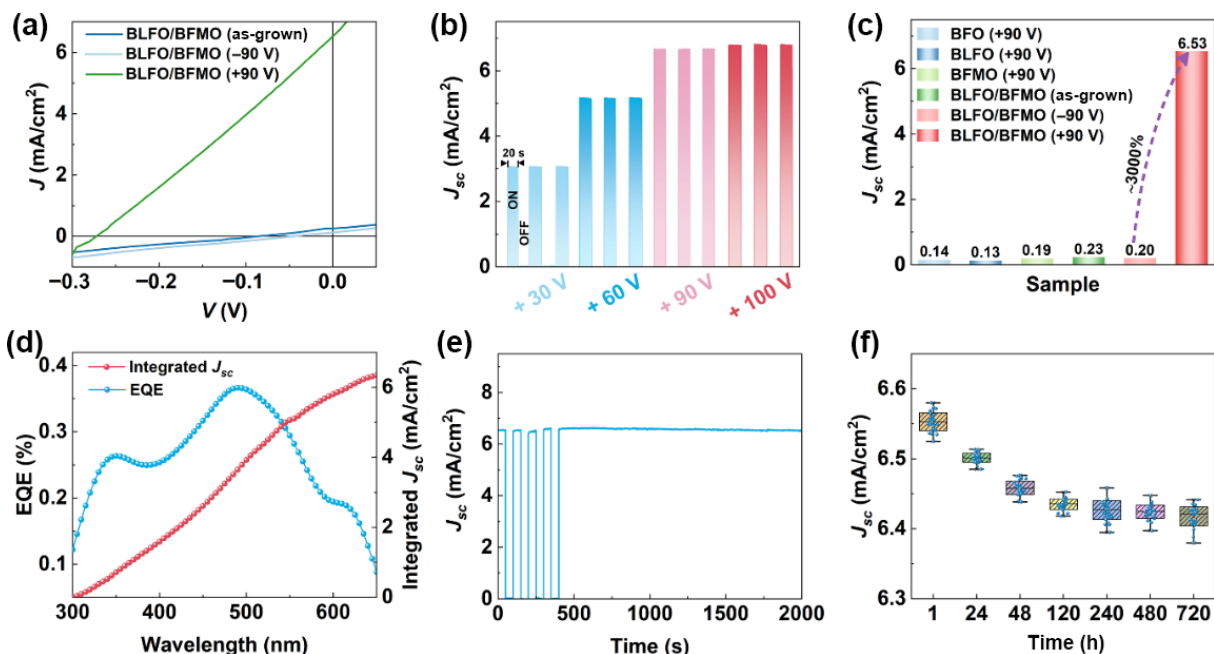 (a)
BLFO/BFMO (as-grown)
BLFO/BFMO (−90 V)
BLFO/BFMO (+90 V)
J (mA/cm²)
6
4
2
0
−0.3
−0.2
−0.1
0.0
V (V)
(b)
Jsc (mA/cm²)
6
4
2
0
20 s
ON
OFF
+ 30 V
+ 60 V
+ 90 V
+ 100 V
(c)
BFO (+90 V)
BLFO (+90 V)
BFMO (+90 V)
BLFO/BFMO (as-grown)
BLFO/BFMO (−90 V)
BLFO/BFMO (+90 V)
Jsc (mA/cm²)
6
4
2
0
0.14
0.13
0.19
0.23
0.20
6.53
~3000%
Sample
(d)
Integrated Jsc
EQE
EQE (%)
0.4
0.3
0.2
0.1
300
400
500
600
Wavelength (nm)
Integrated Jsc (mA/cm²)
6
4
2
0
(e)
Jsc (mA/cm²)
8
6
4
2
0
0
500
1000
1500
2000
Time (s)
(f)
Jsc (mA/cm²)
6.6
6.5
6.4
6.3
1
24
48
120
240
480
720
Time (h)